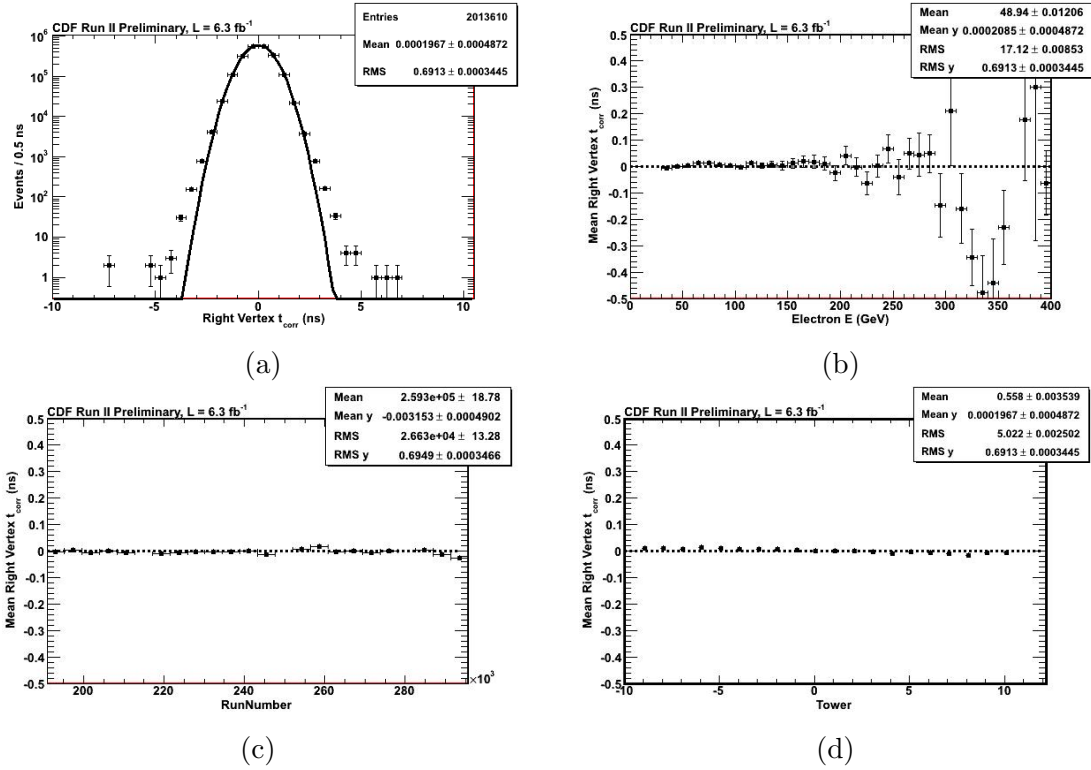 CDF Run II Preliminary, L = 6.3 fb⁻¹
Entries 2013610
Mean 0.0001967 ± 0.0004872
RMS 0.6913 ± 0.0003445
Events / 0.5 ns
10⁶
10⁵
10⁴
10³
10²
10
1
-10 -5 0 5 10
Right Vertex t_corr (ns)
(a)
CDF Run II Preliminary, L = 6.3 fb⁻¹
Mean 48.94 ± 0.01206
Mean y 0.0002085 ± 0.0004872
RMS 17.12 ± 0.00853
RMS y 0.6913 ± 0.0003445
Mean Right Vertex t_corr (ns)
0.5
0.4
0.3
0.2
0.1
0
-0.1
-0.2
-0.3
-0.4
-0.5
0 50 100 150 200 250 300 350 400
Electron E (GeV)
(b)
CDF Run II Preliminary, L = 6.3 fb⁻¹
Mean 2.593e+05 ± 18.78
Mean y -0.003153 ± 0.0004902
RMS 2.663e+04 ± 13.28
RMS y 0.6949 ± 0.0003466
Mean Right Vertex t_corr (ns)
0.5
0.4
0.3
0.2
0.1
0
-0.1
-0.2
-0.3
-0.4
-0.5
200 220 240 260 280
×10³
RunNumber
(c)
CDF Run II Preliminary, L = 6.3 fb⁻¹
Mean 0.558 ± 0.003539
Mean y 0.0001967 ± 0.0004872
RMS 5.022 ± 0.002502
RMS y 0.6913 ± 0.0003445
Mean Right Vertex t_corr (ns)
0.5
0.4
0.3
0.2
0.1
0
-0.1
-0.2
-0.3
-0.4
-0.5
-10 -5 0 5 10
Tower
(d)